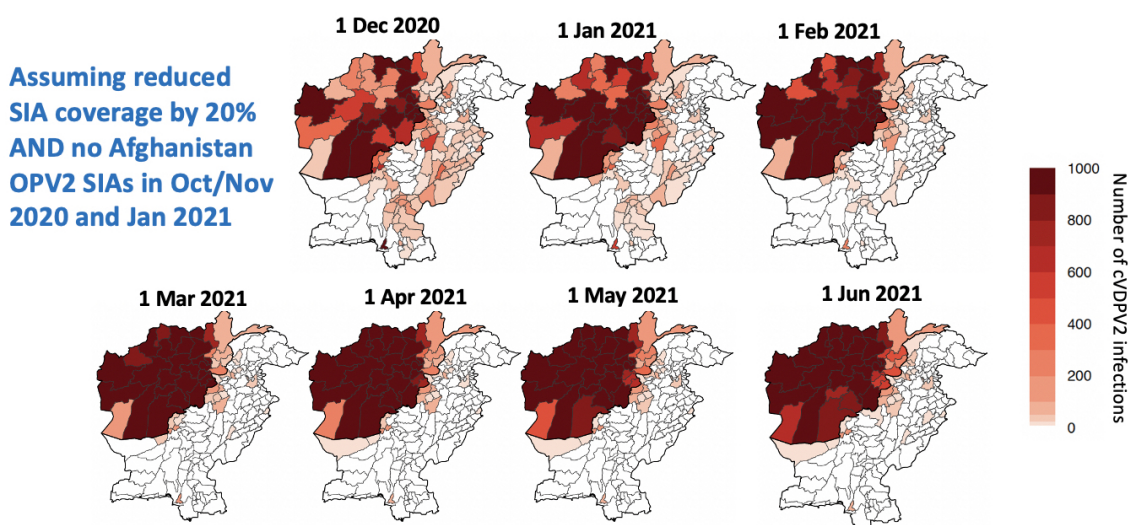 1 Dec 2020
1 Jan 2021
1 Feb 2021
Assuming reduced
SIA coverage by 20%
AND no Afghanistan
OPV2 SIAs in Oct/Nov
2020 and Jan 2021
1 Mar 2021
1 Apr 2021
1 May 2021
1 Jun 2021
1000
800
600
400
200
0
Number of cVDPV2 infections